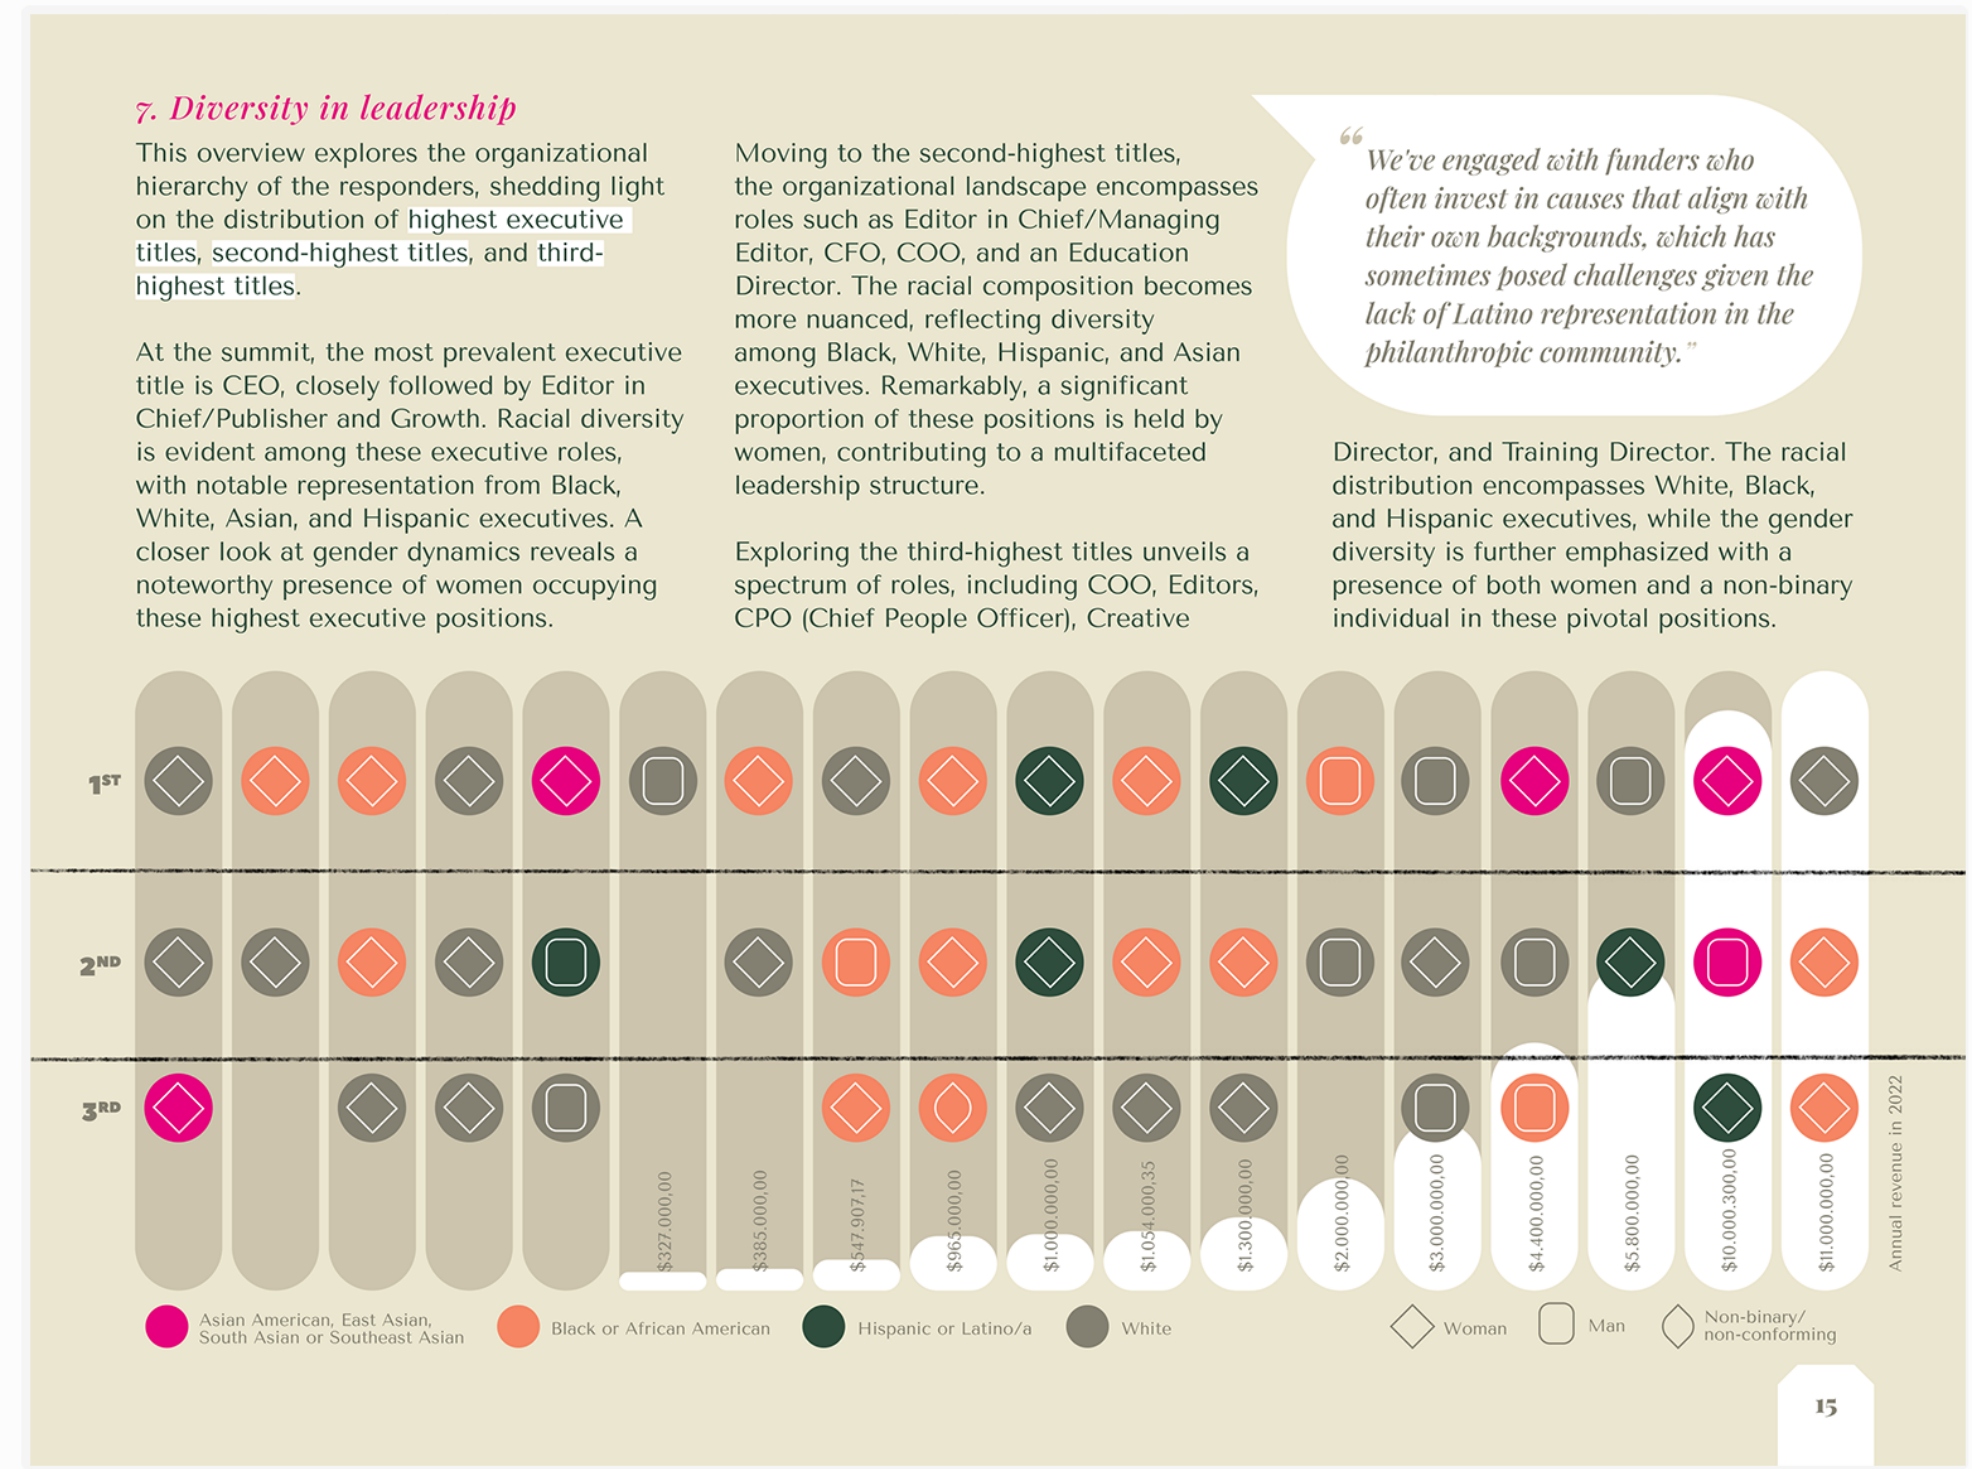 7. Diversity in leadership
This overview explores the organizational
hierarchy of the responders, shedding light
on the distribution of highest executive
titles, second-highest titles, and third-
highest titles.
At the summit, the most prevalent executive
title is CEO, closely followed by Editor in
Chief/Publisher and Growth. Racial diversity
is evident among these executive roles,
with notable representation from Black,
White, Asian, and Hispanic executives. A
closer look at gender dynamics reveals a
noteworthy presence of women occupying
these highest executive positions.
Moving to the second-highest titles,
the organizational landscape encompasses
roles such as Editor in Chief/Managing
Editor, CFO, COO, and an Education
Director. The racial composition becomes
more nuanced, reflecting diversity
among Black, White, Hispanic, and Asian
executives. Remarkably, a significant
proportion of these positions is held by
women, contributing to a multifaceted
leadership structure.
Exploring the third-highest titles unveils a
spectrum of roles, including COO, Editors,
CPO (Chief People Officer), Creative
“
We've engaged with funders who
often invest in causes that align with
their own backgrounds, which has
sometimes posed challenges given the
lack of Latino representation in the
philanthropic community.”
Director, and Training Director. The racial
distribution encompasses White, Black,
and Hispanic executives, while the gender
diversity is further emphasized with a
presence of both women and a non-binary
individual in these pivotal positions.
1ST
2ND
3RD
$327.000,00
$385.000,00
$547.907,17
$965.000,00
$1.000.000,00
$1.054.000,35
$1.300.000,00
$2.000.000,00
$3.000.000,00
$4.400.000,00
$5.800.000,00
$10.000.300,00
$11.000.000,00
Annual revenue in 2022
Asian American, East Asian,
South Asian or Southeast Asian
Black or African American
Hispanic or Latino/a
White
Woman
Man
Non-binary/
non-conforming
15